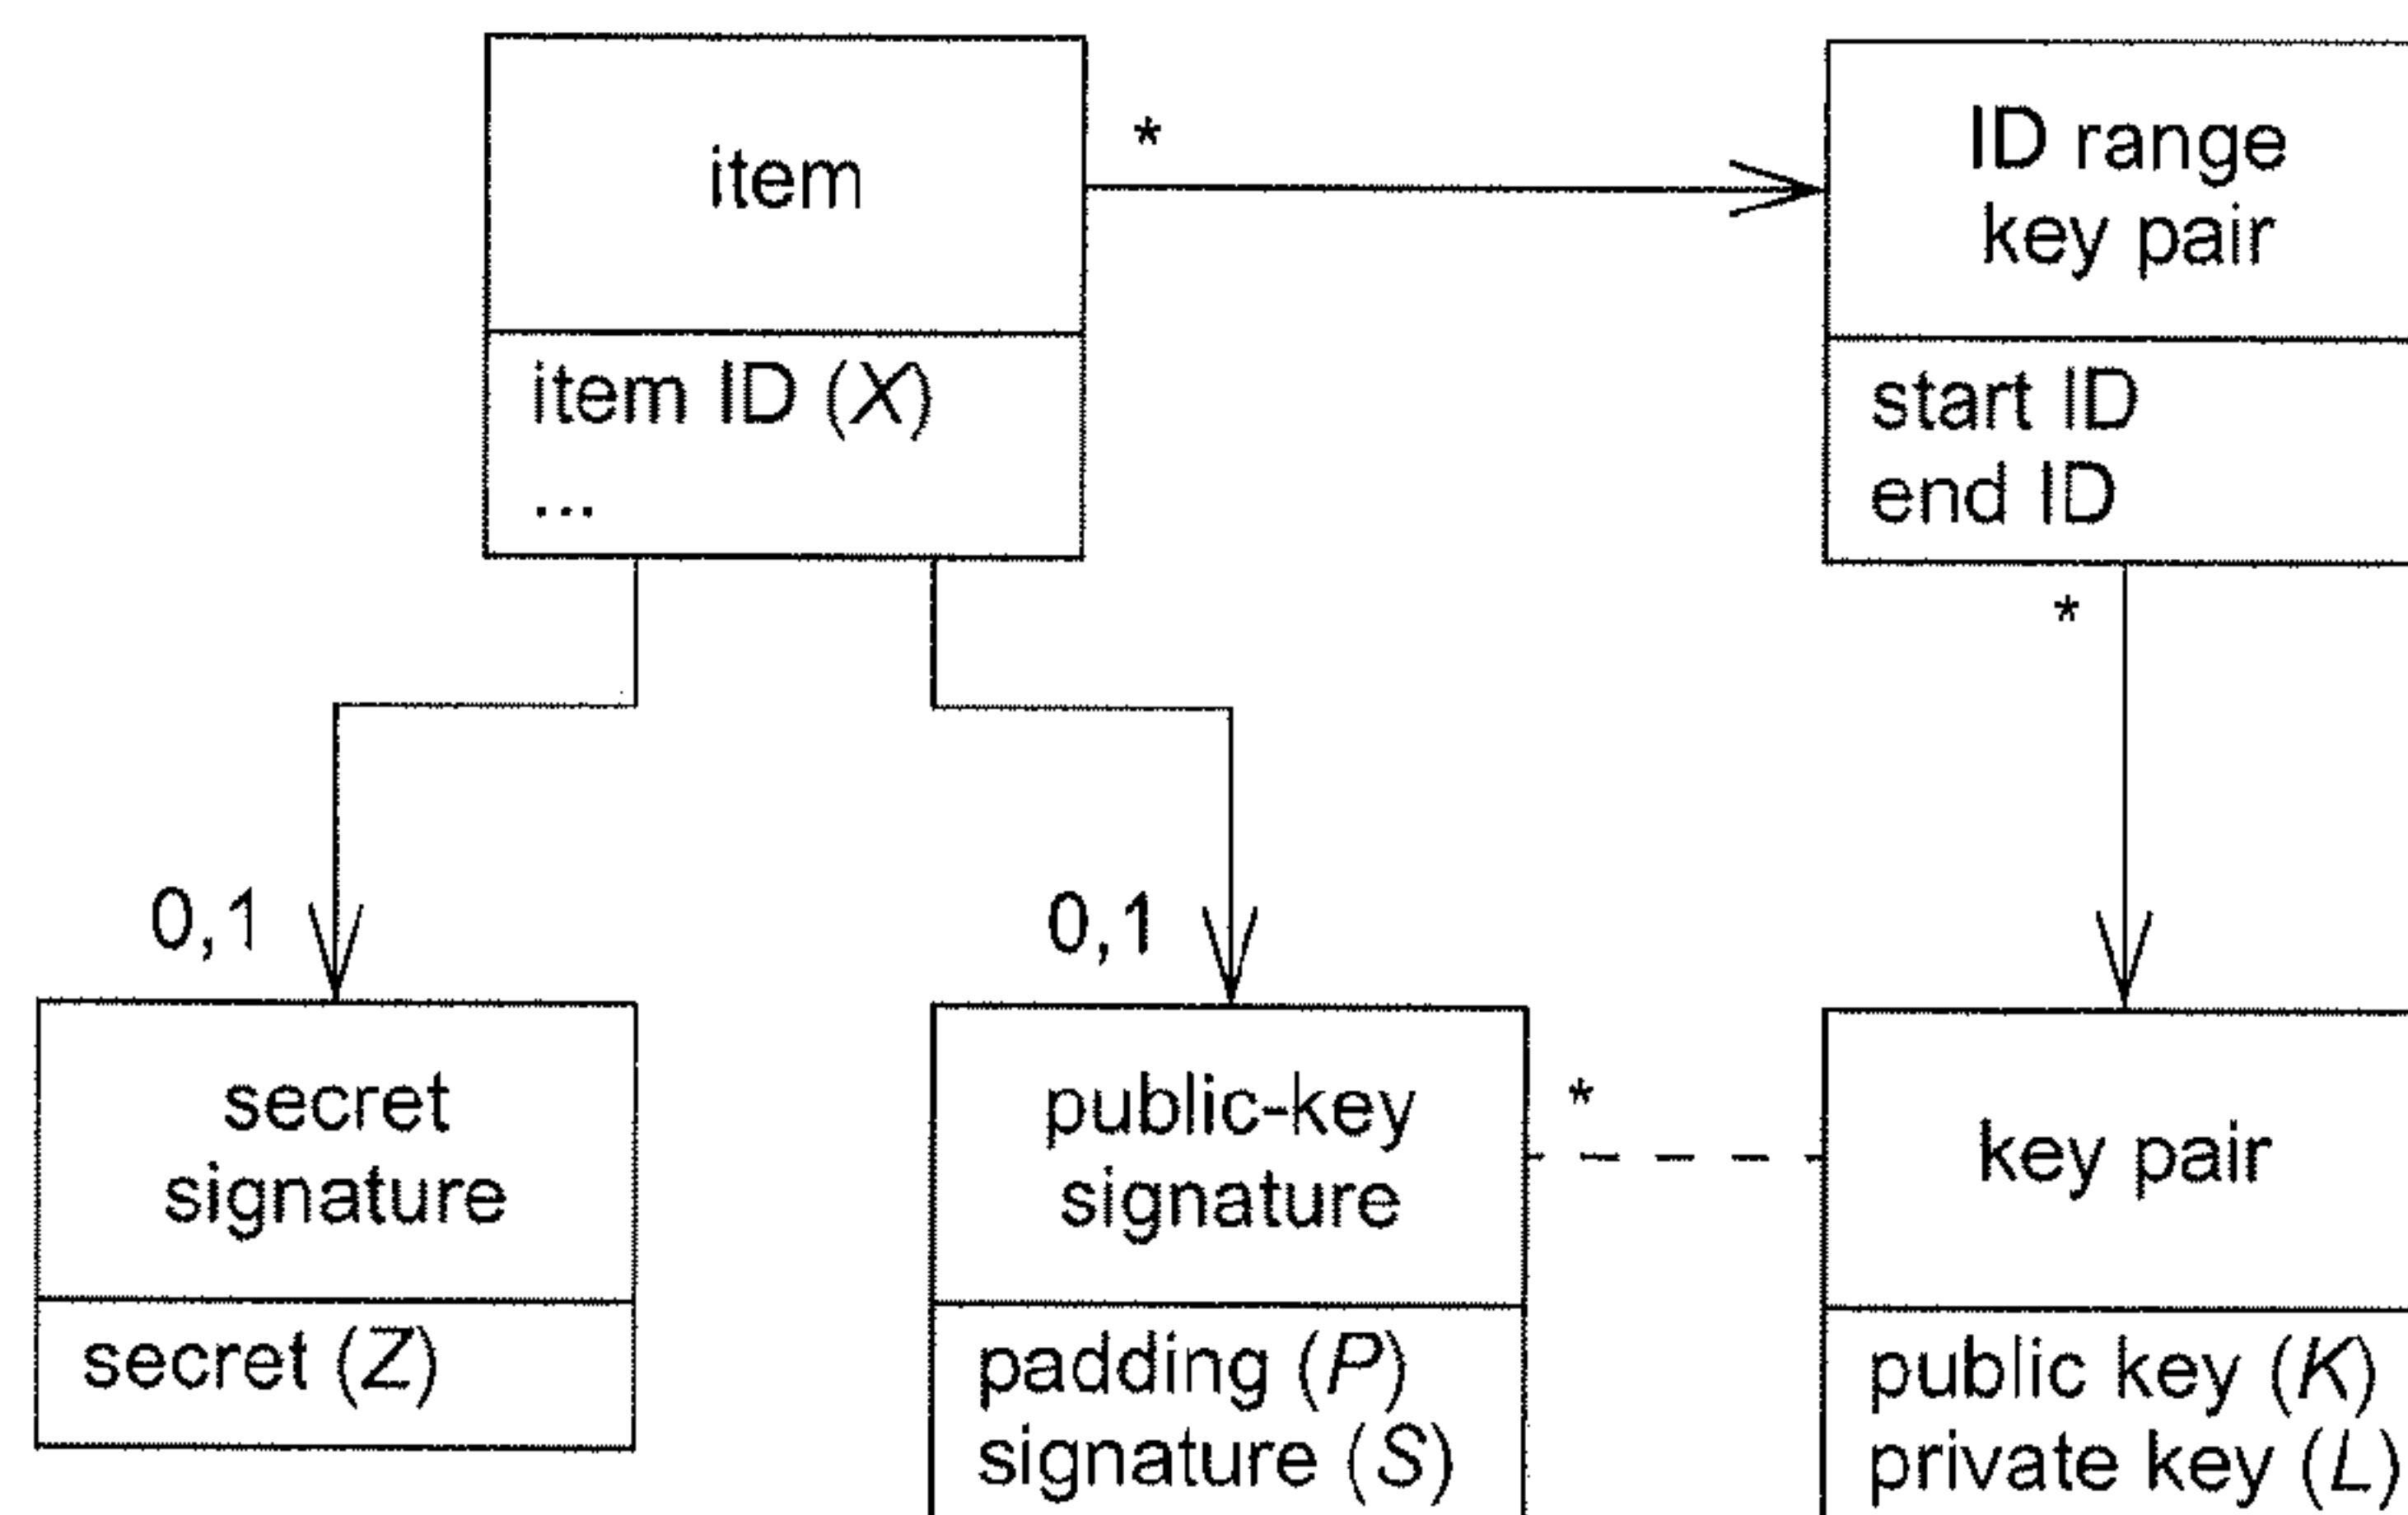 item
item ID (X)
...
*
ID range
key pair
start ID
end ID
*
0,1
0,1
secret
signature
secret (Z)
public-key
signature
padding (P)
signature (S)
*
key pair
public key (K)
private key (L)